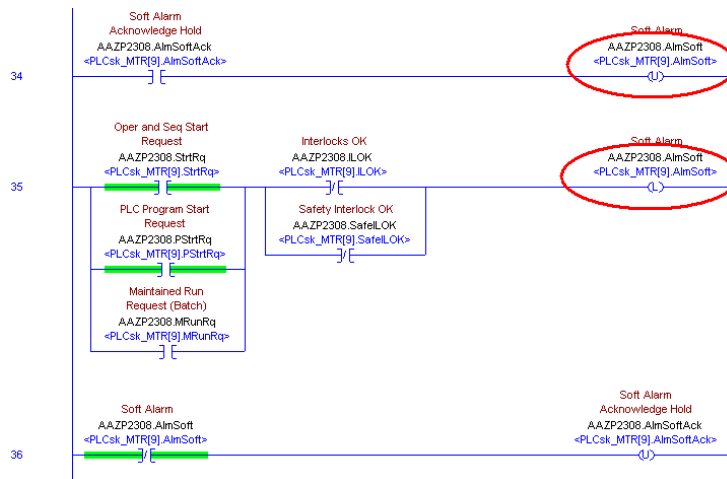 Soft Alarm
Acknowledge Hold
AAZP2308.AlmSoftAck
<PLCsk_MTR[9].AlmSoftAck>
Soft Alarm
AAZP2308.AlmSoft
<PLCsk_MTR[9].AlmSoft>
34
U
Oper and Seq Start
Request
AAZP2308.StrtRq
<PLCsk_MTR[9].StrtRq>
Interlocks OK
AAZP2308.ILOK
<PLCsk_MTR[9].ILOK>
Soft Alarm
AAZP2308.AlmSoft
<PLCsk_MTR[9].AlmSoft>
35
L
PLC Program Start
Request
AAZP2308.PStrtRq
<PLCsk_MTR[9].PStrtRq>
Safety Interlock OK
AAZP2308.SafeILOK
<PLCsk_MTR[9].SafeILOK>
Maintained Run
Request (Batch)
AAZP2308.MRunRq
<PLCsk_MTR[9].MRunRq>
Soft Alarm
AAZP2308.AlmSoft
<PLCsk_MTR[9].AlmSoft>
Soft Alarm
Acknowledge Hold
AAZP2308.AlmSoftAck
<PLCsk_MTR[9].AlmSoftAck>
36
U